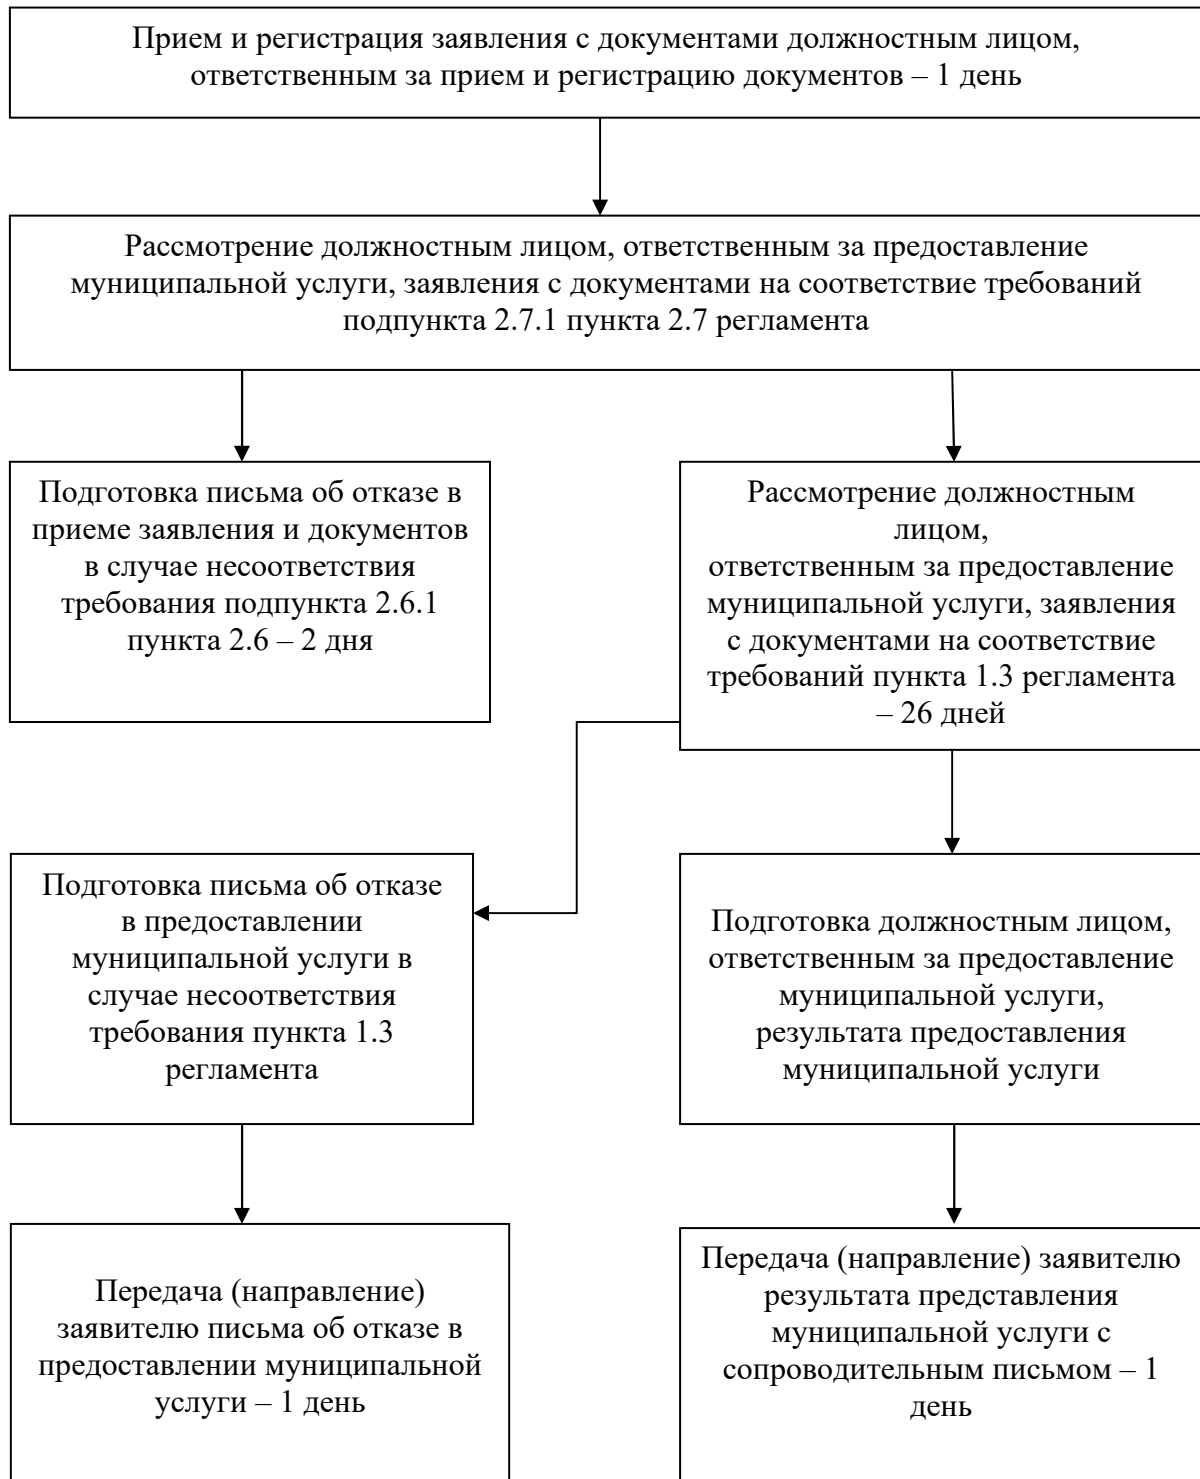 Прием и регистрация заявления с документами должностным лицом,
ответственным за прием и регистрацию документов – 1 день
Рассмотрение должностным лицом, ответственным за предоставление
муниципальной услуги, заявления с документами на соответствие требований
подпункта 2.7.1 пункта 2.7 регламента
Подготовка письма об отказе в
приеме заявления и документов
в случае несоответствия
требования подпункта 2.6.1
пункта 2.6 – 2 дня
Рассмотрение должностным
лицом,
ответственным за предоставление
муниципальной услуги, заявления
с документами на соответствие
требований пункта 1.3 регламента
– 26 дней
Подготовка письма об отказе
в предоставлении
муниципальной услуги в
случае несоответствия
требования пункта 1.3
регламента
Подготовка должностным лицом,
ответственным за предоставление
муниципальной услуги,
результата предоставления
муниципальной услуги
Передача (направление)
заявителю письма об отказе в
предоставлении муниципальной
услуги – 1 день
Передача (направление) заявителю
результата представления
муниципальной услуги с
сопроводительным письмом – 1
день